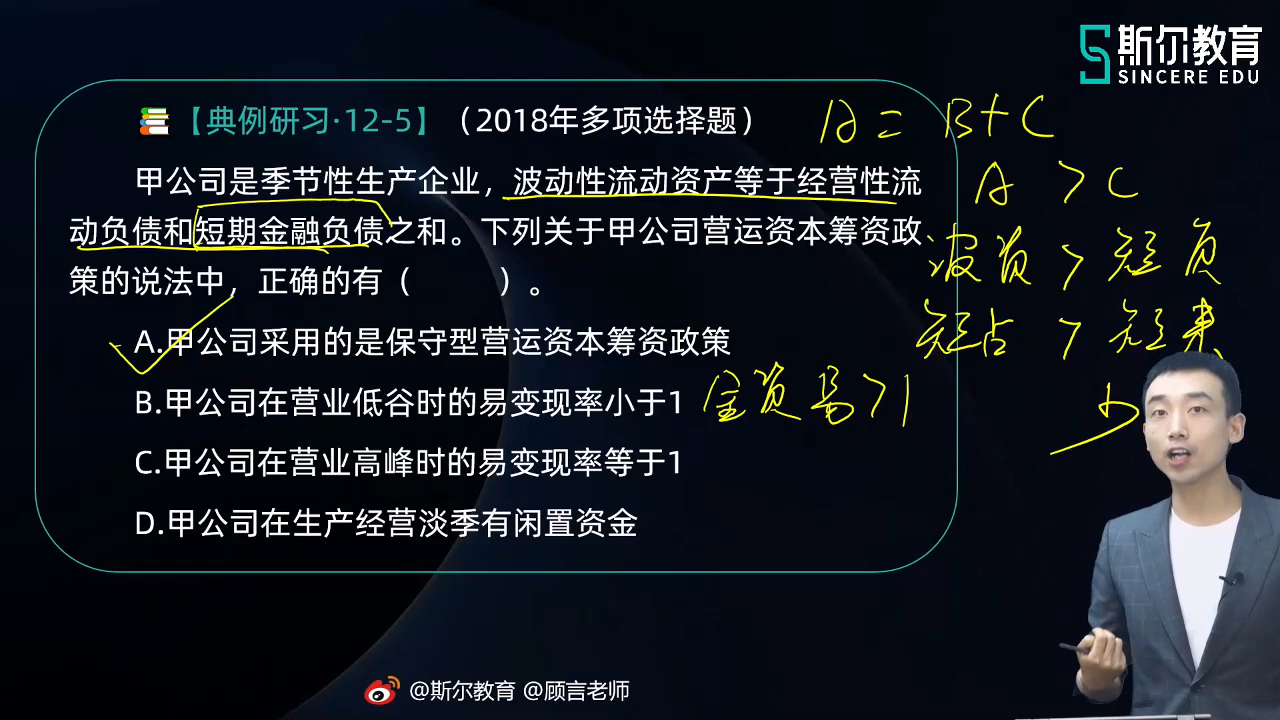 斯尔教育
SINCERE EDU
【典例研习·12-5】（2018年多项选择题）
A = B+C
甲公司是季节性生产企业，波动性流动资产等于经营性流
A > C
动负债和短期金融负债之和。下列关于甲公司营运资本筹资政
波资 > 短负
策的说法中，正确的有（ ）。
短占 > 短来
A.甲公司采用的是保守型营运资本筹资政策
B.甲公司在营业低谷时的易变现率小于1
易>1
少
C.甲公司在营业高峰时的易变现率等于1
D.甲公司在生产经营淡季有闲置资金
@斯尔教育 @顾言老师